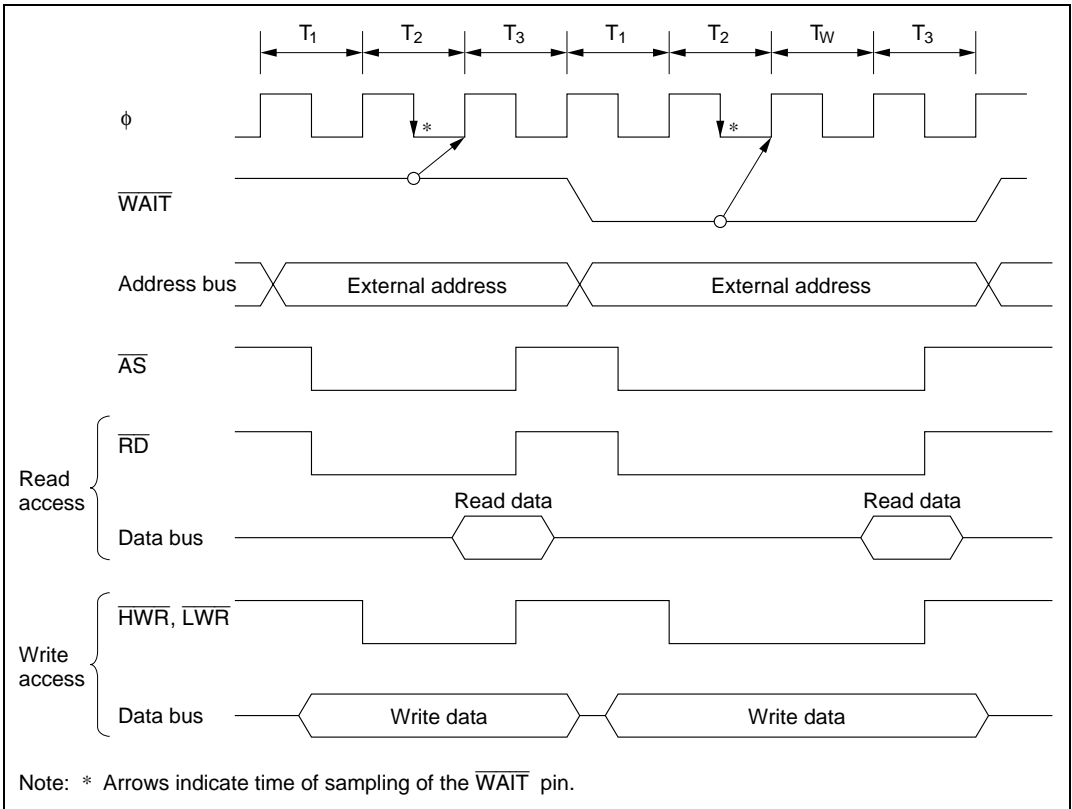 T1 T2 T3 T1 T2 TW T3
ϕ
* *
WAIT
Address bus External address External address
AS
RD
Read access
Read data Read data
Data bus
HWR, LWR
Write access
Data bus Write data Write data
Note: * Arrows indicate time of sampling of the WAIT pin.